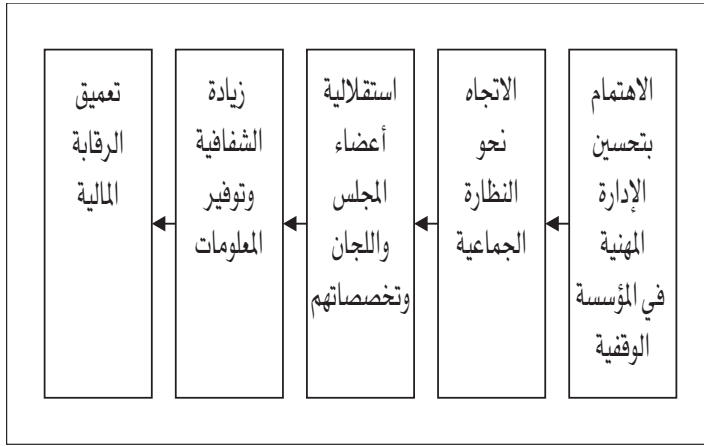 الاهتمام
بتحسين
الإدارة
المهنية
في المؤسسة
الوقفية
الاتجاه
نحو
النظارة
الجماعية
استقلالية
أعضاء
المجلس
واللجان
وتخصصاتهم
زيادة
الشفافية
وتوفير
المعلومات
تعميق
الرقابة
المالية